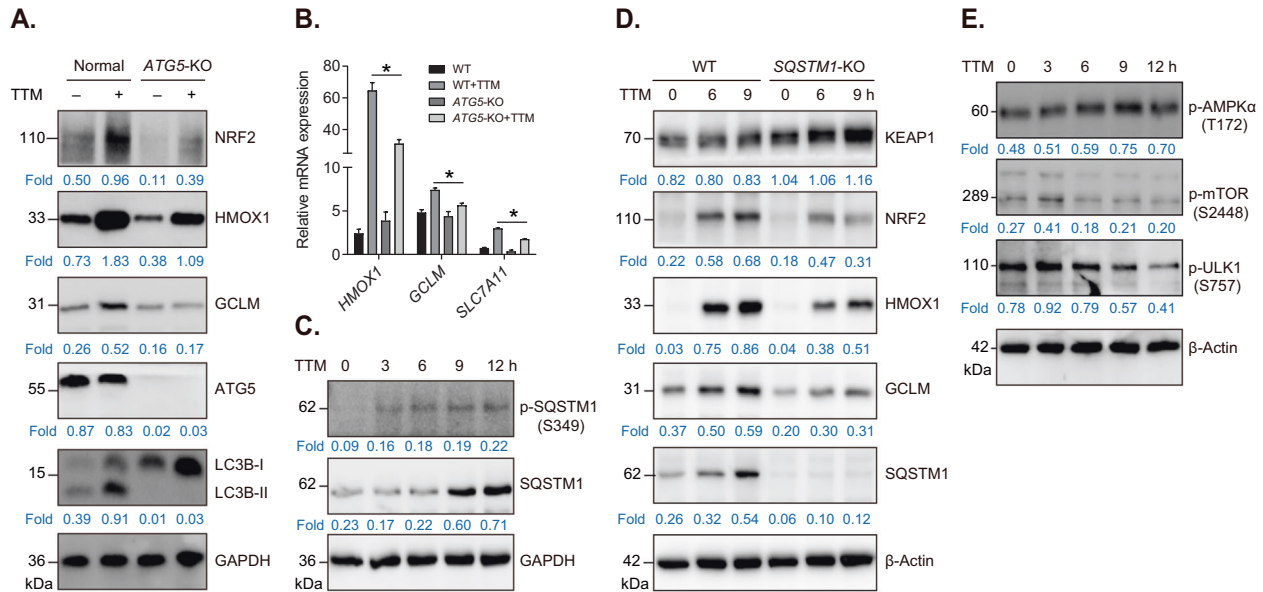 A.
Normal ATG5-KO
TTM – + – +
110 NRF2
Fold 0.50 0.96 0.11 0.39
33 HMOX1
Fold 0.73 1.83 0.38 1.09
31 GCLM
Fold 0.26 0.52 0.16 0.17
55 ATG5
Fold 0.87 0.83 0.02 0.03
15 LC3B-I
LC3B-II
Fold 0.39 0.91 0.01 0.03
36 GAPDH
kDa
B.
Relative mRNA expression
80
60
40
20
10
5
0
* * *
WT
WT+TTM
ATG5-KO
ATG5-KO+TTM
HMOX1 GCLM SLC7A11
C.
TTM 0 3 6 9 12 h
62 p-SQSTM1
(S349)
Fold 0.09 0.16 0.18 0.19 0.22
62 SQSTM1
Fold 0.23 0.17 0.22 0.60 0.71
36 GAPDH
kDa
D.
WT SQSTM1-KO
TTM 0 6 9 0 6 9 h
70 KEAP1
Fold 0.82 0.80 0.83 1.04 1.06 1.16
110 NRF2
Fold 0.22 0.58 0.68 0.18 0.47 0.31
33 HMOX1
Fold 0.03 0.75 0.86 0.04 0.38 0.51
31 GCLM
Fold 0.37 0.50 0.59 0.20 0.30 0.31
62 SQSTM1
Fold 0.26 0.32 0.54 0.06 0.10 0.12
42 β-Actin
kDa
E.
TTM 0 3 6 9 12 h
60 p-AMPKα
(T172)
Fold 0.48 0.51 0.59 0.75 0.70
289 p-mTOR
(S2448)
Fold 0.27 0.41 0.18 0.21 0.20
110 p-ULK1
(S757)
Fold 0.78 0.92 0.79 0.57 0.41
42 β-Actin
kDa